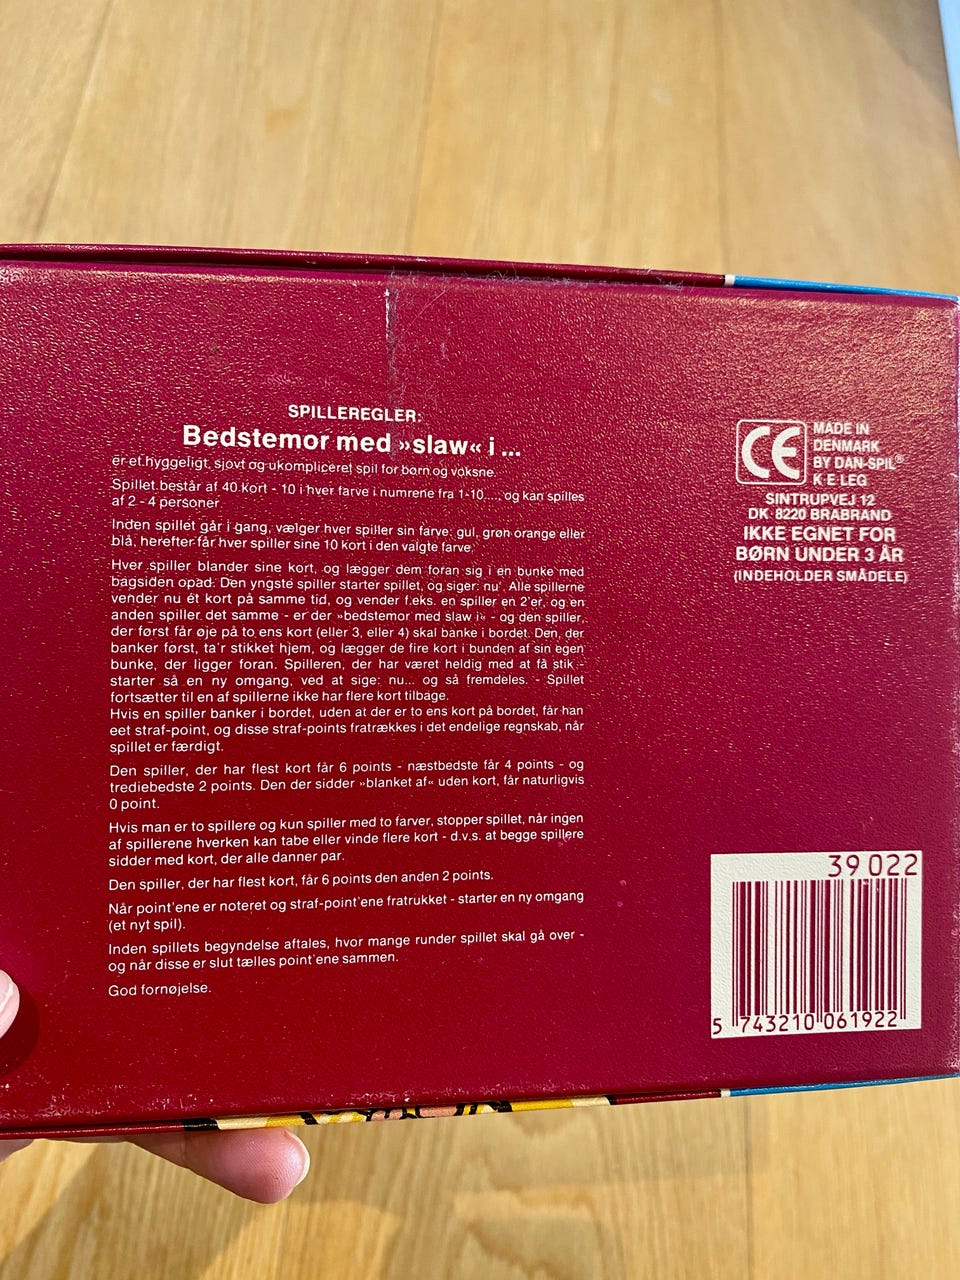 SPILLEREGLER:
Bedstemor med »slaw« i ...
er et hyggeligt, sjovt og ukompliceret spil for børn og voksne.
Spillet består af 40 kort - 10 i hver farve i numrene fra 1-10...., og kan spilles
af 2 - 4 personer.
Inden spillet går i gang, vælger hver spiller sin farve: gul, grøn orange eller
blå, herefter får hver spiller sine 10 kort i den valgte farve.
Hver spiller blander sine kort, og lægger dem foran sig i en bunke med
bagsiden opad. Den yngste spiller starter spillet, og siger: nu'. Alle spillerne
vender nu ét kort på samme tid, og vender f.eks. en spiller en 2'er, og en
anden spiller det samme - er der »bedstemor med slaw i« - og den spiller,
der først får øje på to ens kort (eller 3, eller 4) skal banke i bordet. Den, der
banker først, ta'r stikket hjem, og lægger de fire kort i bunden af sin egen
bunke, der ligger foran. Spilleren, der har været heldig med at få stik -
starter så en ny omgang, ved at sige: nu... og så fremdeles. - Spillet
fortsætter til en af spillerne ikke har flere kort tilbage.
Hvis en spiller banker i bordet, uden at der er to ens kort på bordet, får han
eet straf-point, og disse straf-points fratrækkes i det endelige regnskab, når
spillet er færdigt.
Den spiller, der har flest kort får 6 points - næstbedste får 4 points - og
trediebedste 2 points. Den der sidder »blanket af« uden kort, får naturligvis
0 point.
Hvis man er to spillere og kun spiller med to farver, stopper spillet, når ingen
af spillerene hverken kan tabe eller vinde flere kort - d.v.s. at begge spillere
sidder med kort, der alle danner par.
Den spiller, der har flest kort, får 6 points den anden 2 points.
Når point'ene er noteret og straf-point'ene fratrukket - starter en ny omgang
(et nyt spil).
Inden spillets begyndelse aftales, hvor mange runder spillet skal gå over -
og når disse er slut tælles point'ene sammen.
God fornøjelse.
CE
MADE IN
DENMARK
BY DAN-SPIL®
K·E·LEG
SINTRUPVEJ 12
DK·8220 BRABRAND
IKKE EGNET FOR
BØRN UNDER 3 ÅR
(INDEHOLDER SMÅDELE)
39 022
5 743210 061922